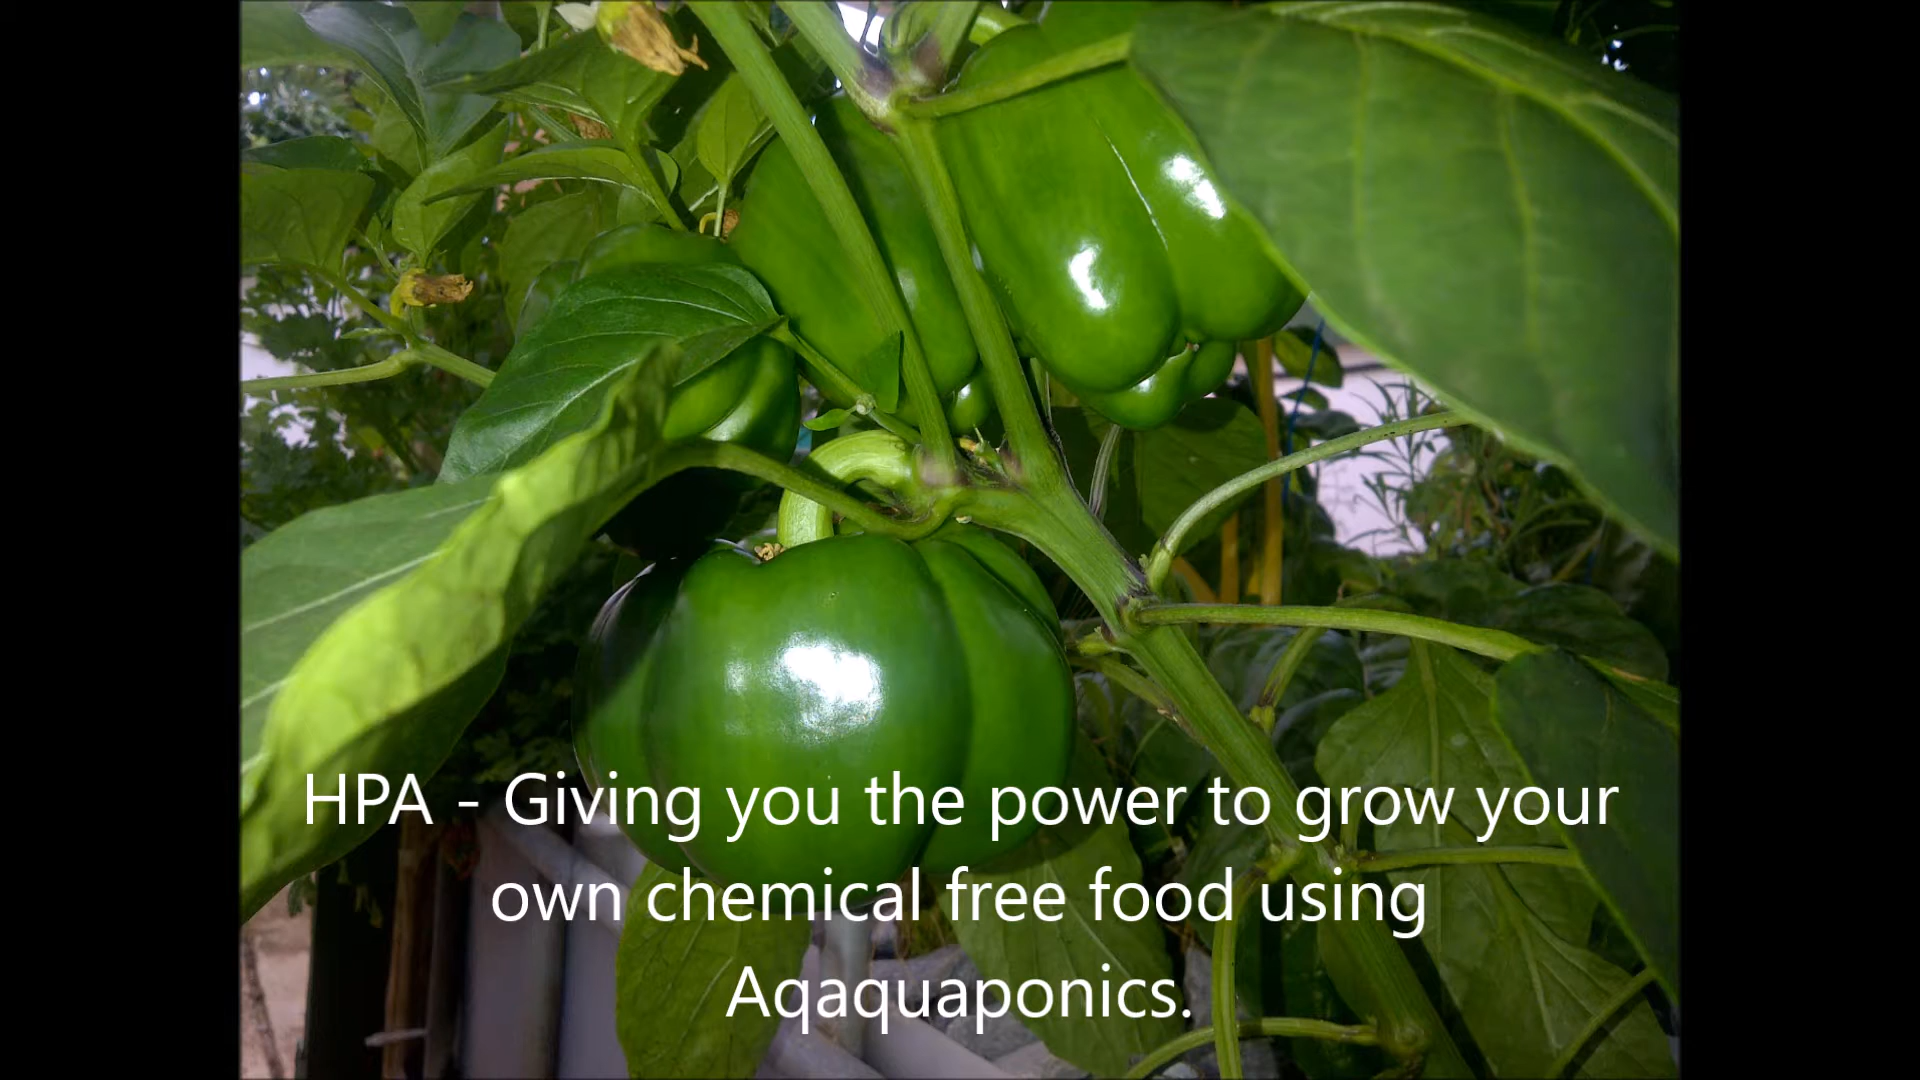 HPA - Giving you the power to grow your
own chemical free food using
Aqaquaponics.